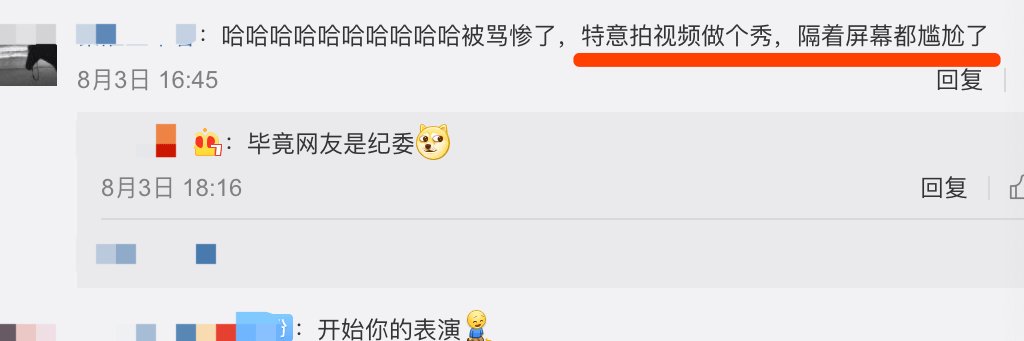 ：哈哈哈哈哈哈哈哈哈哈被骂惨了，特意拍视频做个秀，隔着屏幕都尴尬了
8月3日 16:45 回复
：毕竟网友是纪委
8月3日 18:16 回复
：开始你的表演